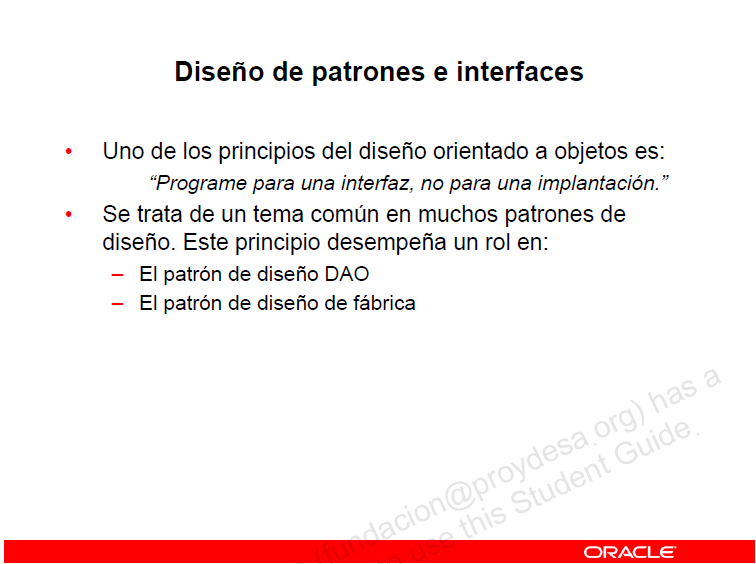 Diseño de patrones e interfaces
• Uno de los principios del diseño orientado a objetos es:
“Programe para una interfaz, no para una implantación.”
• Se trata de un tema común en muchos patrones de
diseño. Este principio desempeña un rol en:
– El patrón de diseño DAO
– El patrón de diseño de fábrica
(fundacion@proydesa.org) has a
use this Student Guide.
ORACLE